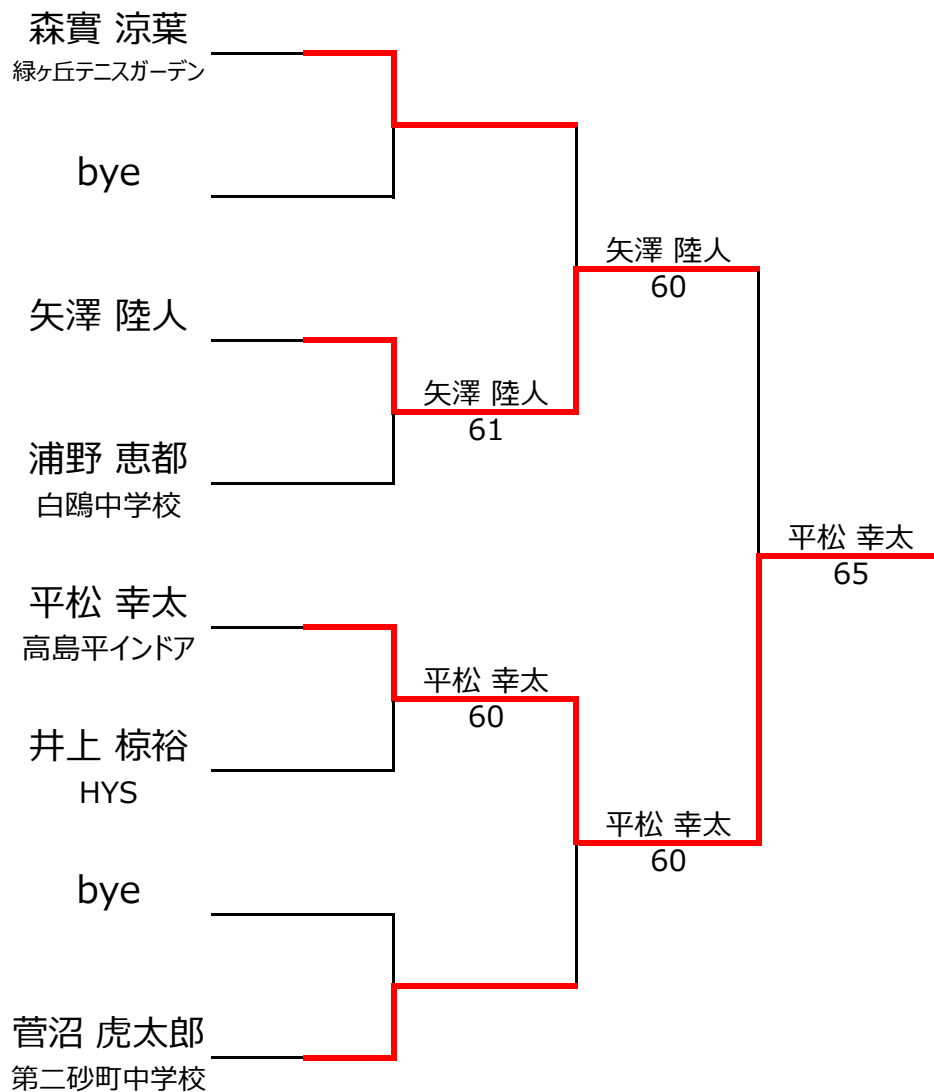 森實 涼葉
緑ヶ丘テニスガーデン
bye
矢澤 陸人
浦野 恵都
白鴎中学校
平松 幸太
高島平インドア
井上 椋裕
HYS
bye
菅沼 虎太郎
第二砂町中学校
矢澤 陸人
61
平松 幸太
60
矢澤 陸人
60
平松 幸太
60
平松 幸太
65